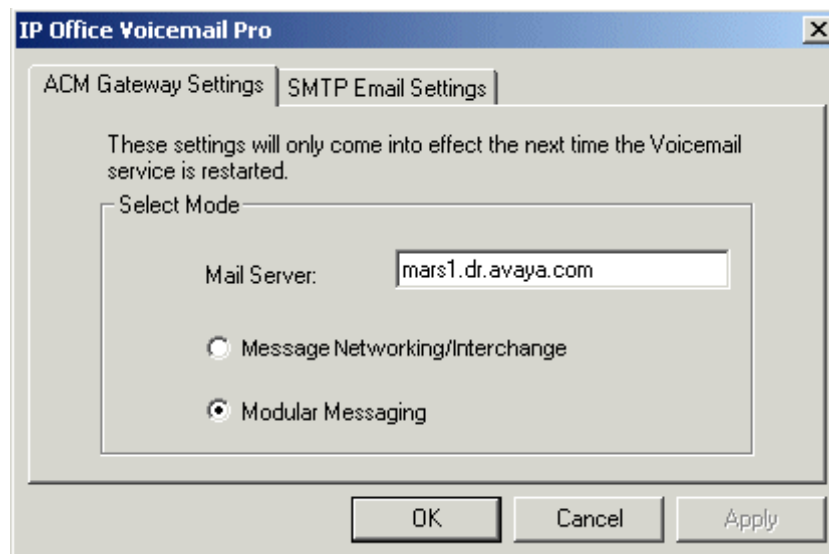 IP Office Voicemail Pro
ACM Gateway Settings
SMTP Email Settings
These settings will only come into effect the next time the Voicemail
service is restarted.
Select Mode
Mail Server:
mars1.dr.avaya.com
Message Networking/Interchange
Modular Messaging
OK
Cancel
Apply